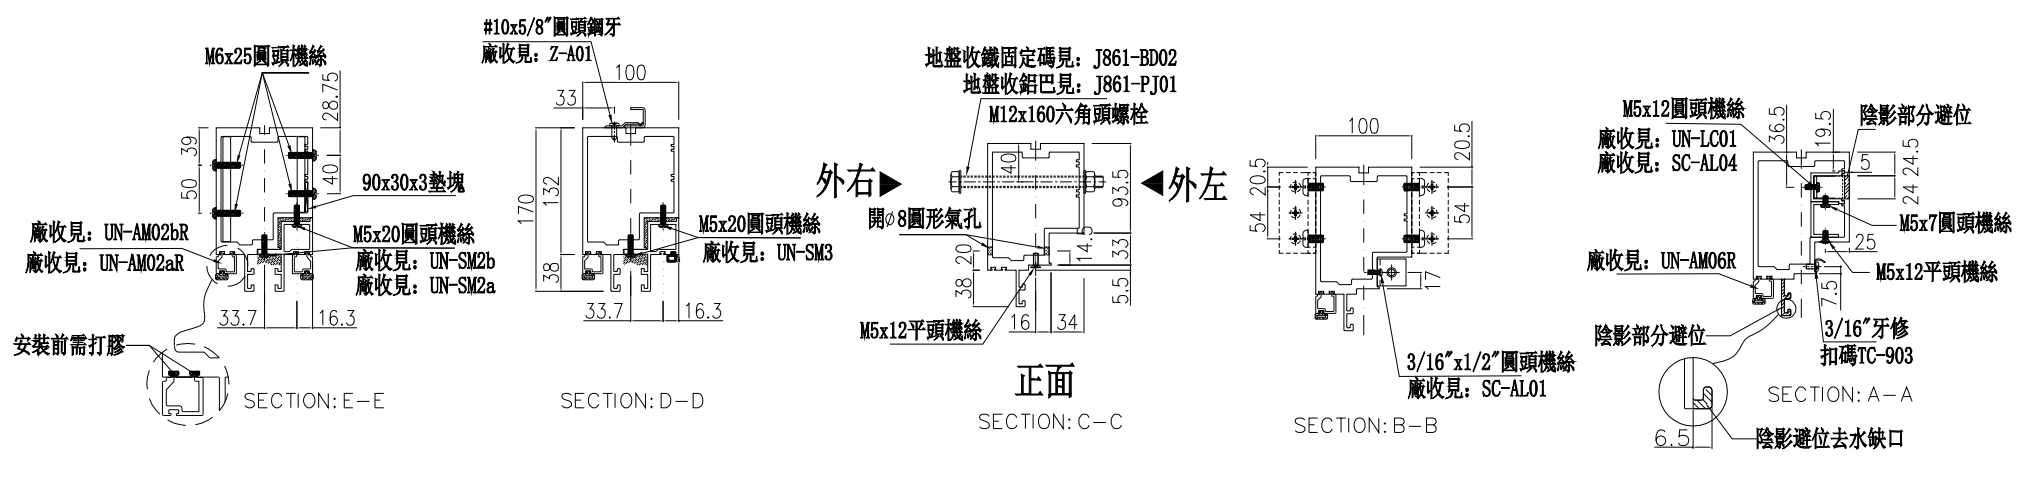 M6x25圓頭機絲
28.75
39
50
40
90x30x3墊塊
廠收見：UN-AM02bR
廠收見：UN-AM02aR
M5x20圓頭機絲
廠收見：UN-SM2b
廠收見：UN-SM2a
33.7
16.3
安裝前需打膠
SECTION:E-E
#10x5/8"圓頭鋼牙
廠收見：Z-A01
100
33
170
132
38
M5x20圓頭機絲
廠收見：UN-SM3
33.7
16.3
SECTION:D-D
地盤收鐵固定碼見：J861-BD02
地盤收鋁巴見：J861-PJ01
M12x160六角頭螺栓
外右
外左
40
93.5
開∅8圓形氣孔
20
14.5
33
38
5.5
16
34
M5x12平頭機絲
正面
SECTION:C-C
100
20.5
20.5
54
54
17
3/16"x1/2"圓頭機絲
廠收見：SC-AL01
SECTION:B-B
M5x12圓頭機絲
廠收見：UN-LC01
廠收見：SC-AL04
36.5
19.5
陰影部分避位
5
24.5
24
M5x7圓頭機絲
25
廠收見：UN-AM06R
M5x12平頭機絲
7.5
陰影部分避位
3/16"牙修
扣碼TC-903
SECTION:A-A
6.5
陰影避位去水缺口